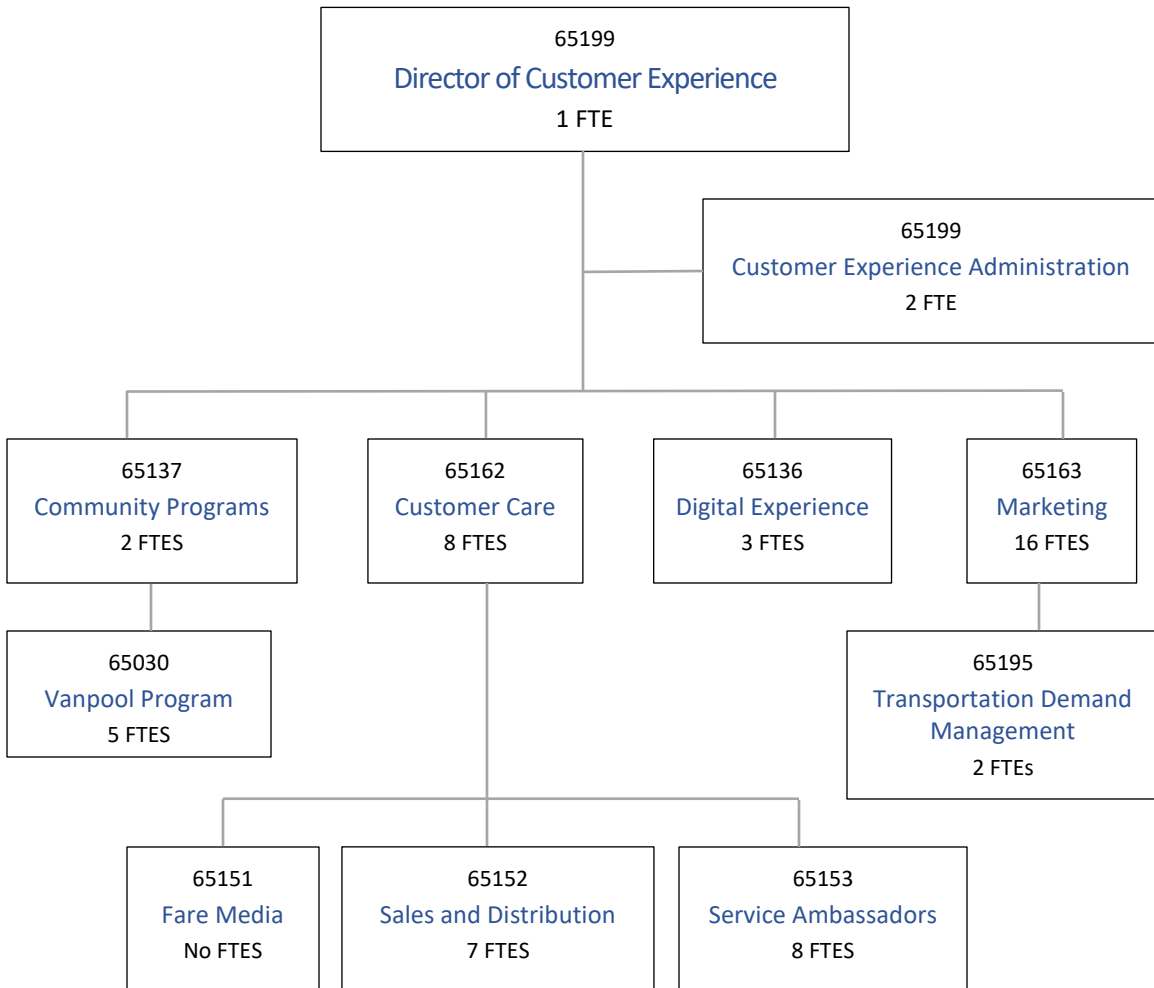 65199
Director of Customer Experience
1 FTE
65199
Customer Experience Administration
2 FTE
65137
Community Programs
2 FTES
65162
Customer Care
8 FTES
65136
Digital Experience
3 FTES
65163
Marketing
16 FTES
65030
Vanpool Program
5 FTES
65195
Transportation Demand
Management
2 FTEs
65151
Fare Media
No FTES
65152
Sales and Distribution
7 FTES
65153
Service Ambassadors
8 FTES